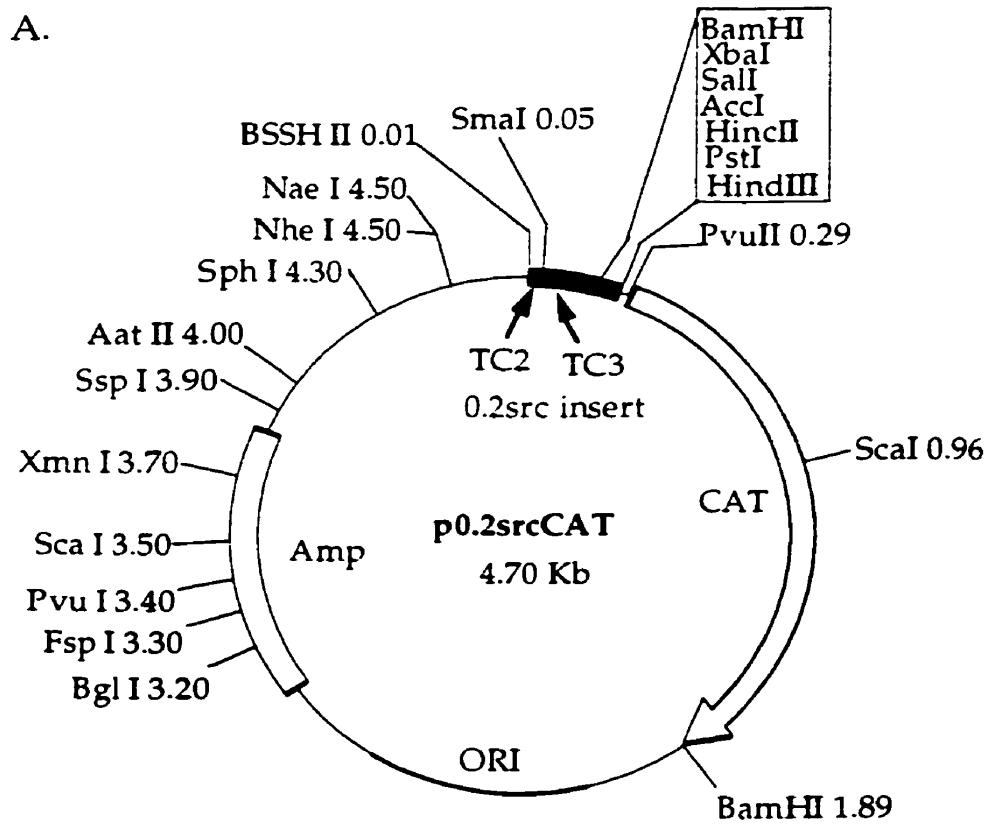 A.
BamHI
XbaI
SalI
AccI
HincII
PstI
HindIII
SmaI 0.05
BSSH II 0.01
Nae I 4.50
Nhe I 4.50
PvuII 0.29
Sph I 4.30
Aat II 4.00
Ssp I 3.90
TC2
TC3
0.2src insert
Xmn I 3.70
ScaI 0.96
CAT
p0.2srcCAT
4.70 Kb
Sca I 3.50
Amp
Pvu I 3.40
Fsp I 3.30
Bgl I 3.20
ORI
BamHI 1.89